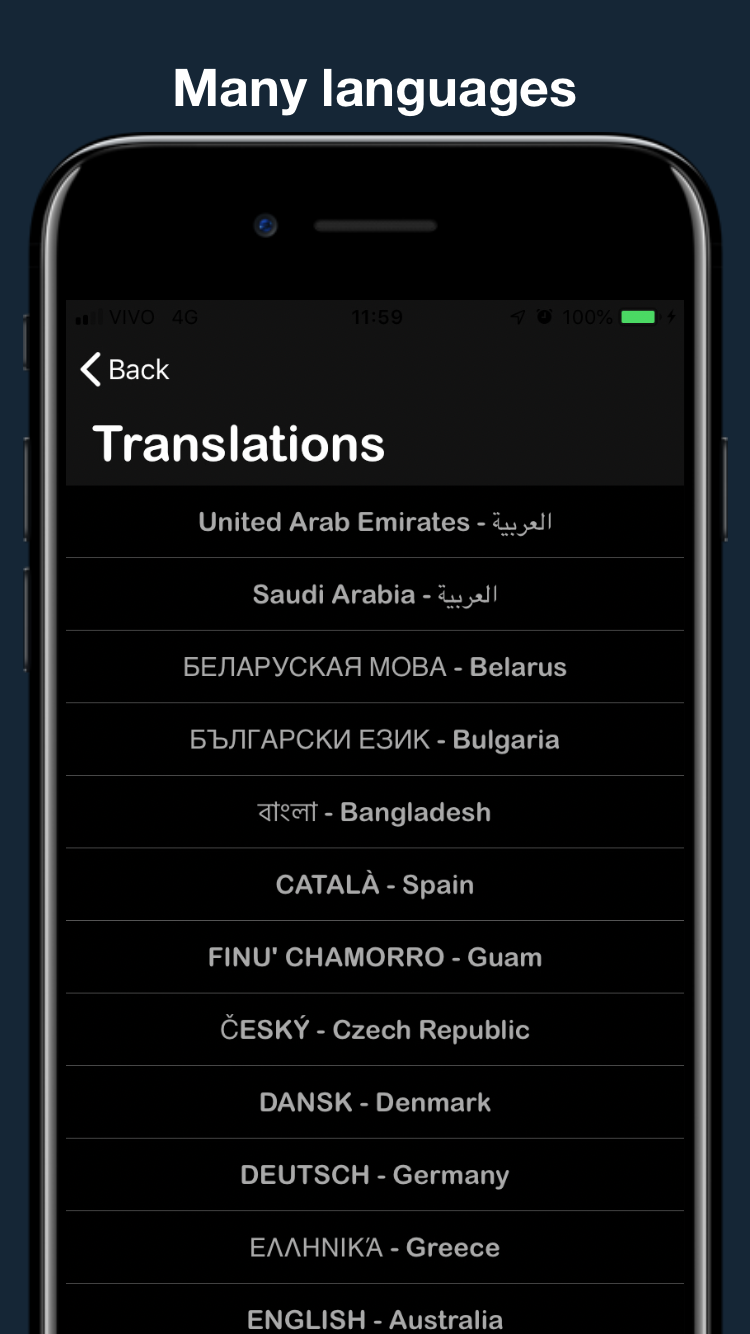 Many languages
VIVO 4G 11:59 100%
Back
Translations
United Arab Emirates - العربية
Saudi Arabia - العربية
БЕЛАРУСКАЯ МОВА - Belarus
БЪЛГАРСКИ ЕЗИК - Bulgaria
বাংলা - Bangladesh
CATALÀ - Spain
FINU' CHAMORRO - Guam
ČESKÝ - Czech Republic
DANSK - Denmark
DEUTSCH - Germany
ΕΛΛΗΝΙΚΆ - Greece
ENGLISH - Australia